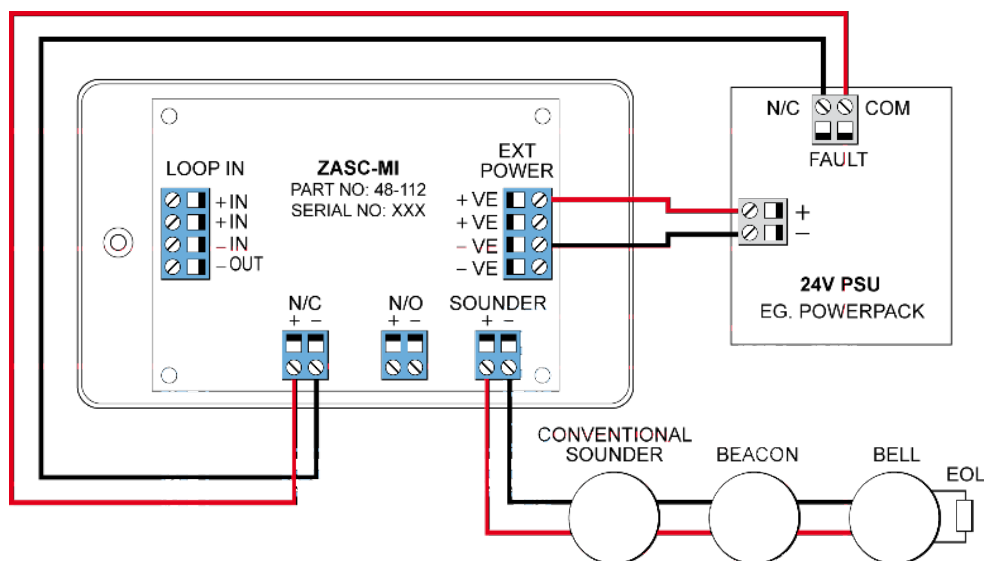 N/C
COM
FAULT
LOOP IN
+ IN
+ IN
– IN
– OUT
ZASC-MI
PART NO: 48-112
SERIAL NO: XXX
EXT
POWER
+ VE
+ VE
– VE
– VE
+
–
24V PSU
EG. POWERPACK
N/C
+ –
N/O
+ –
SOUNDER
+ –
CONVENTIONAL
SOUNDER
BEACON
BELL
EOL